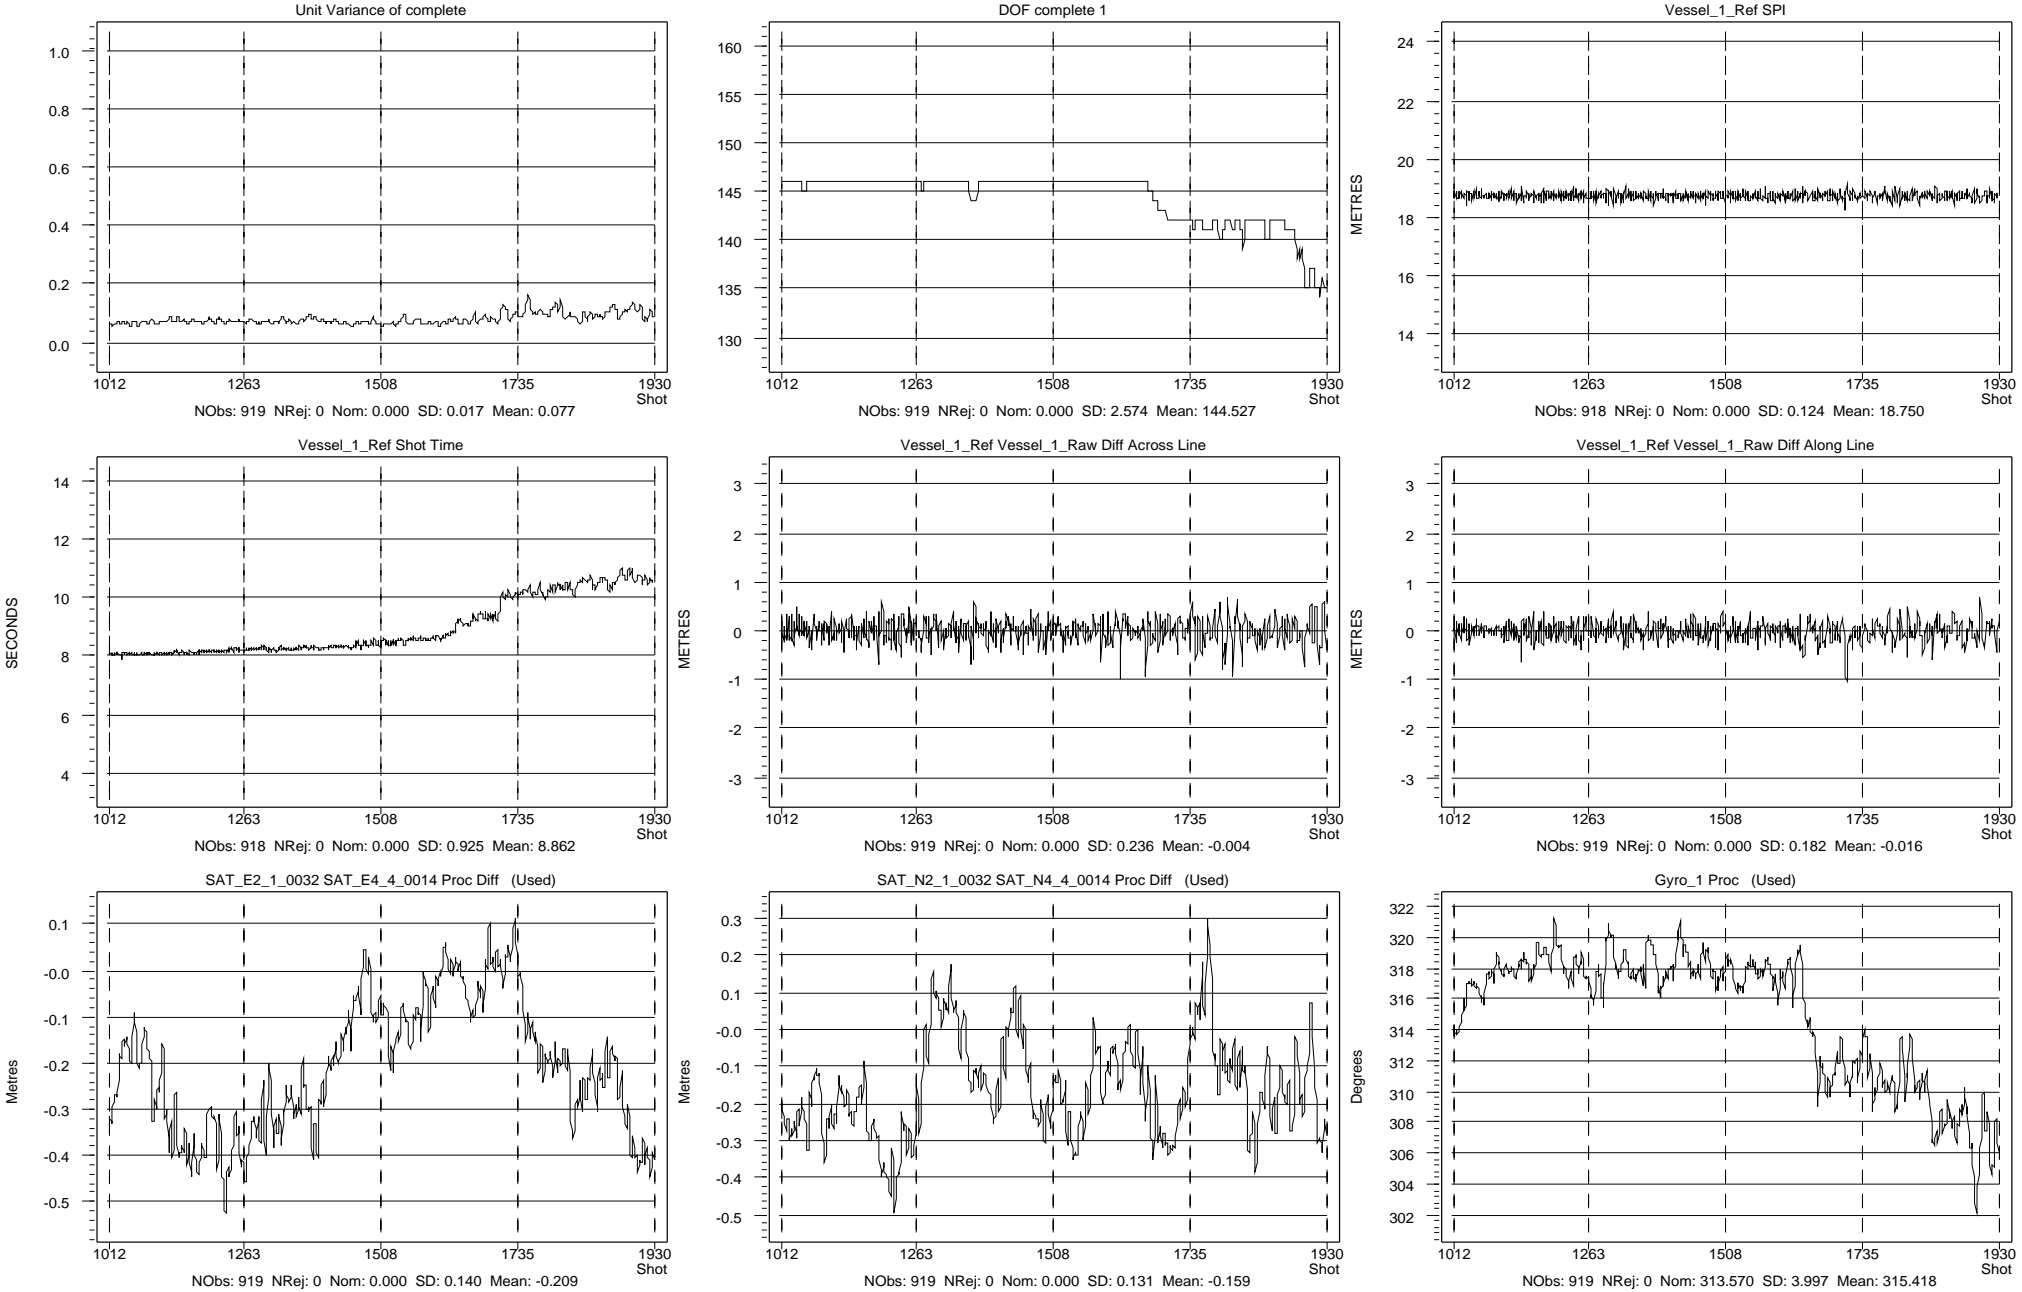 Unit Variance of complete
1.0
0.8
0.6
0.4
0.2
0.0
1012 1263 1508 1735 1930
Shot
NObs: 919 NRej: 0 Nom: 0.000 SD: 0.017 Mean: 0.077
DOF complete 1
160
155
150
145
140
135
130
1012 1263 1508 1735 1930
Shot
NObs: 919 NRej: 0 Nom: 0.000 SD: 2.574 Mean: 144.527
Vessel_1_Ref SPI
METRES
24
22
20
18
16
14
1012 1263 1508 1735 1930
Shot
NObs: 918 NRej: 0 Nom: 0.000 SD: 0.124 Mean: 18.750
Vessel_1_Ref Shot Time
SECONDS
14
12
10
8
6
4
1012 1263 1508 1735 1930
Shot
NObs: 918 NRej: 0 Nom: 0.000 SD: 0.925 Mean: 8.862
Vessel_1_Ref Vessel_1_Raw Diff Across Line
METRES
3
2
1
0
-1
-2
-3
1012 1263 1508 1735 1930
Shot
NObs: 919 NRej: 0 Nom: 0.000 SD: 0.236 Mean: -0.004
Vessel_1_Ref Vessel_1_Raw Diff Along Line
METRES
3
2
1
0
-1
-2
-3
1012 1263 1508 1735 1930
Shot
NObs: 919 NRej: 0 Nom: 0.000 SD: 0.182 Mean: -0.016
SAT_E2_1_0032 SAT_E4_4_0014 Proc Diff (Used)
Metres
0.1
-0.0
-0.1
-0.2
-0.3
-0.4
-0.5
1012 1263 1508 1735 1930
Shot
NObs: 919 NRej: 0 Nom: 0.000 SD: 0.140 Mean: -0.209
SAT_N2_1_0032 SAT_N4_4_0014 Proc Diff (Used)
Metres
0.3
0.2
0.1
-0.0
-0.1
-0.2
-0.3
-0.4
-0.5
1012 1263 1508 1735 1930
Shot
NObs: 919 NRej: 0 Nom: 0.000 SD: 0.131 Mean: -0.159
Gyro_1 Proc (Used)
Degrees
322
320
318
316
314
312
310
308
306
304
302
1012 1263 1508 1735 1930
Shot
NObs: 919 NRej: 0 Nom: 313.570 SD: 3.997 Mean: 315.418